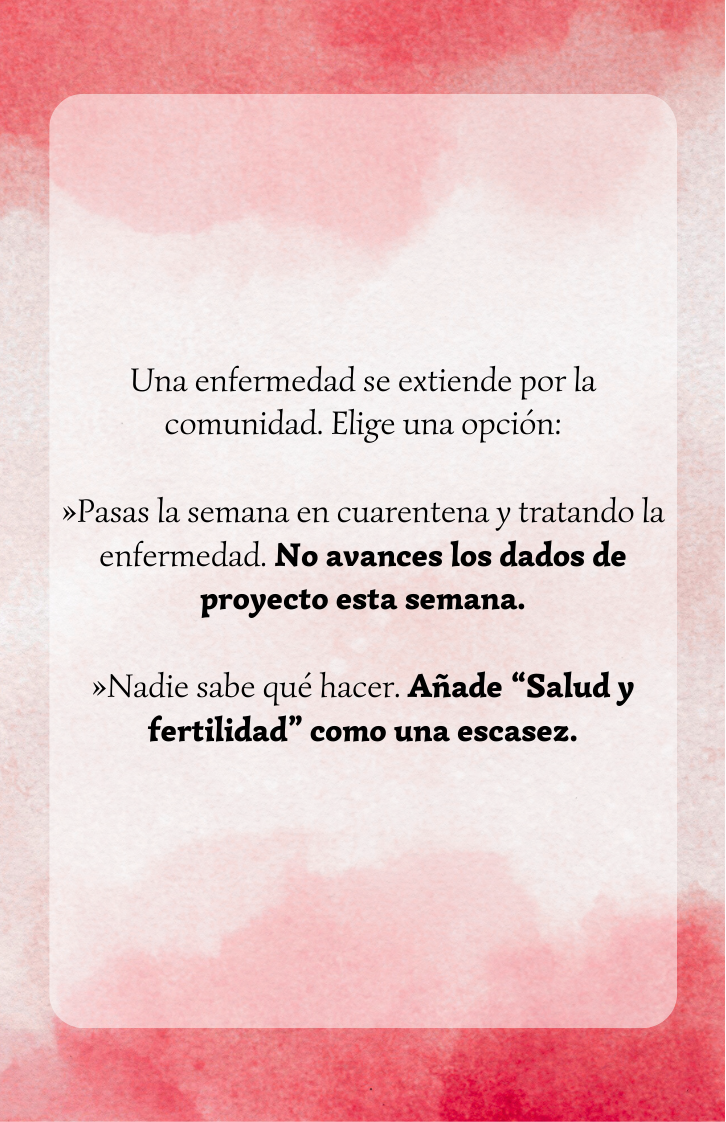 Una enfermedad se extiende por la
comunidad. Elige una opción:
»Pasas la semana en cuarentena y tratando la
enfermedad. No avances los dados de
proyecto esta semana.
»Nadie sabe qué hacer. Añade “Salud y
fertilidad” como una escasez.